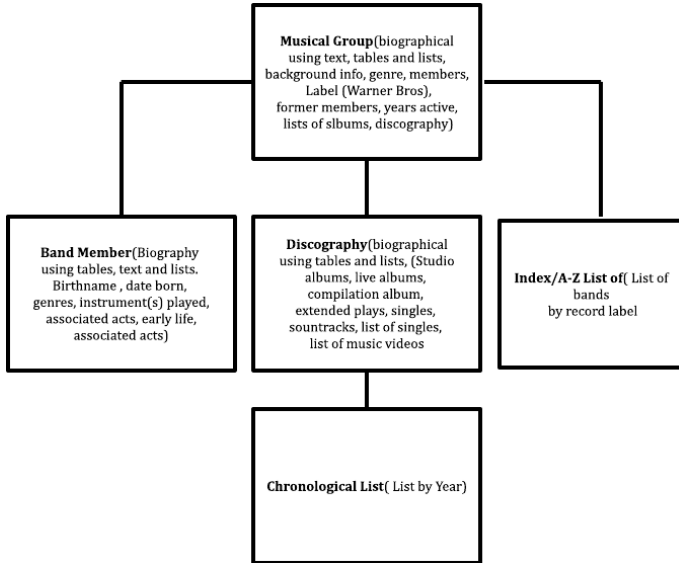 Musical Group(biographical
using text, tables and lists,
background info, genre, members,
Label (Warner Bros),
former members, years active,
lists of slbums, discography)
Band Member(Biography
using tables, text and lists.
Birthname , date born,
genres, instrument(s) played,
associated acts, early life,
associated acts)
Discography(biographical
using tables and lists, (Studio
albums, live albums,
compilation album,
extended plays, singles,
sountracks, list of singles,
list of music videos
Index/A-Z List of( List of
bands
by record label
Chronological List( List by Year)